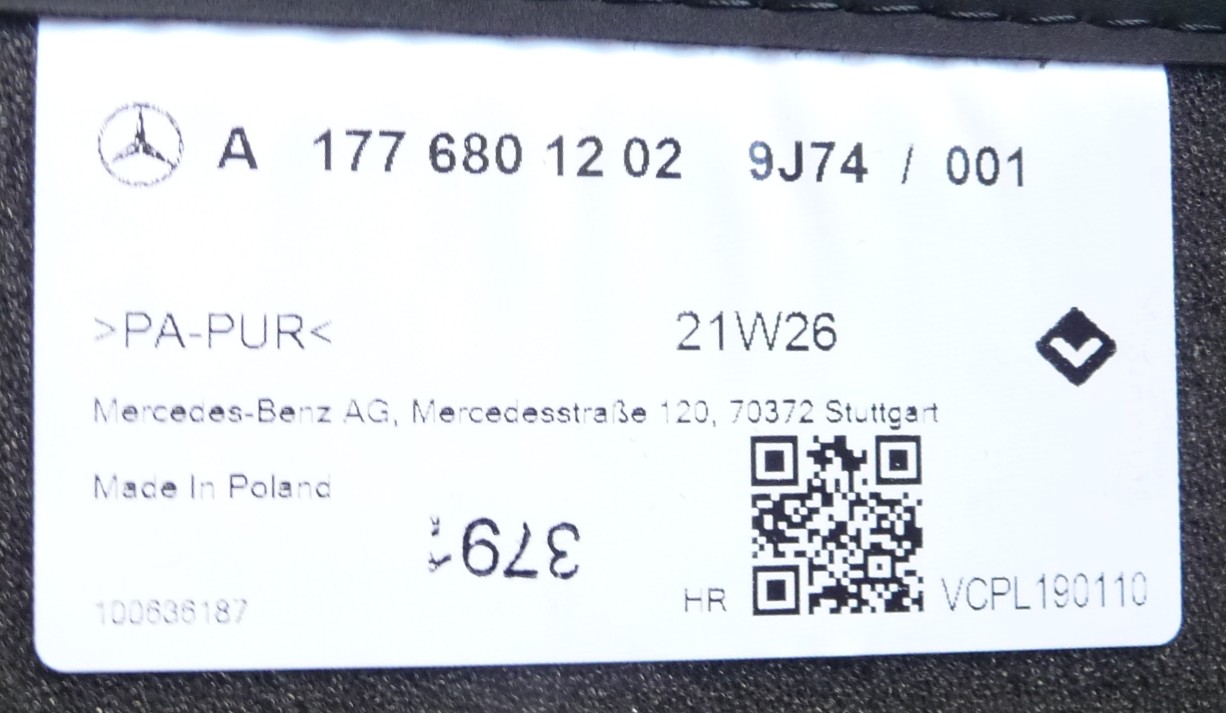 A 177 680 12 02 9J74 / 001
>PA-PUR< 21W26
Mercedes-Benz AG, Mercedesstraße 120, 70372 Stuttgart
Made In Poland
379
HR VCPL190110
100636187